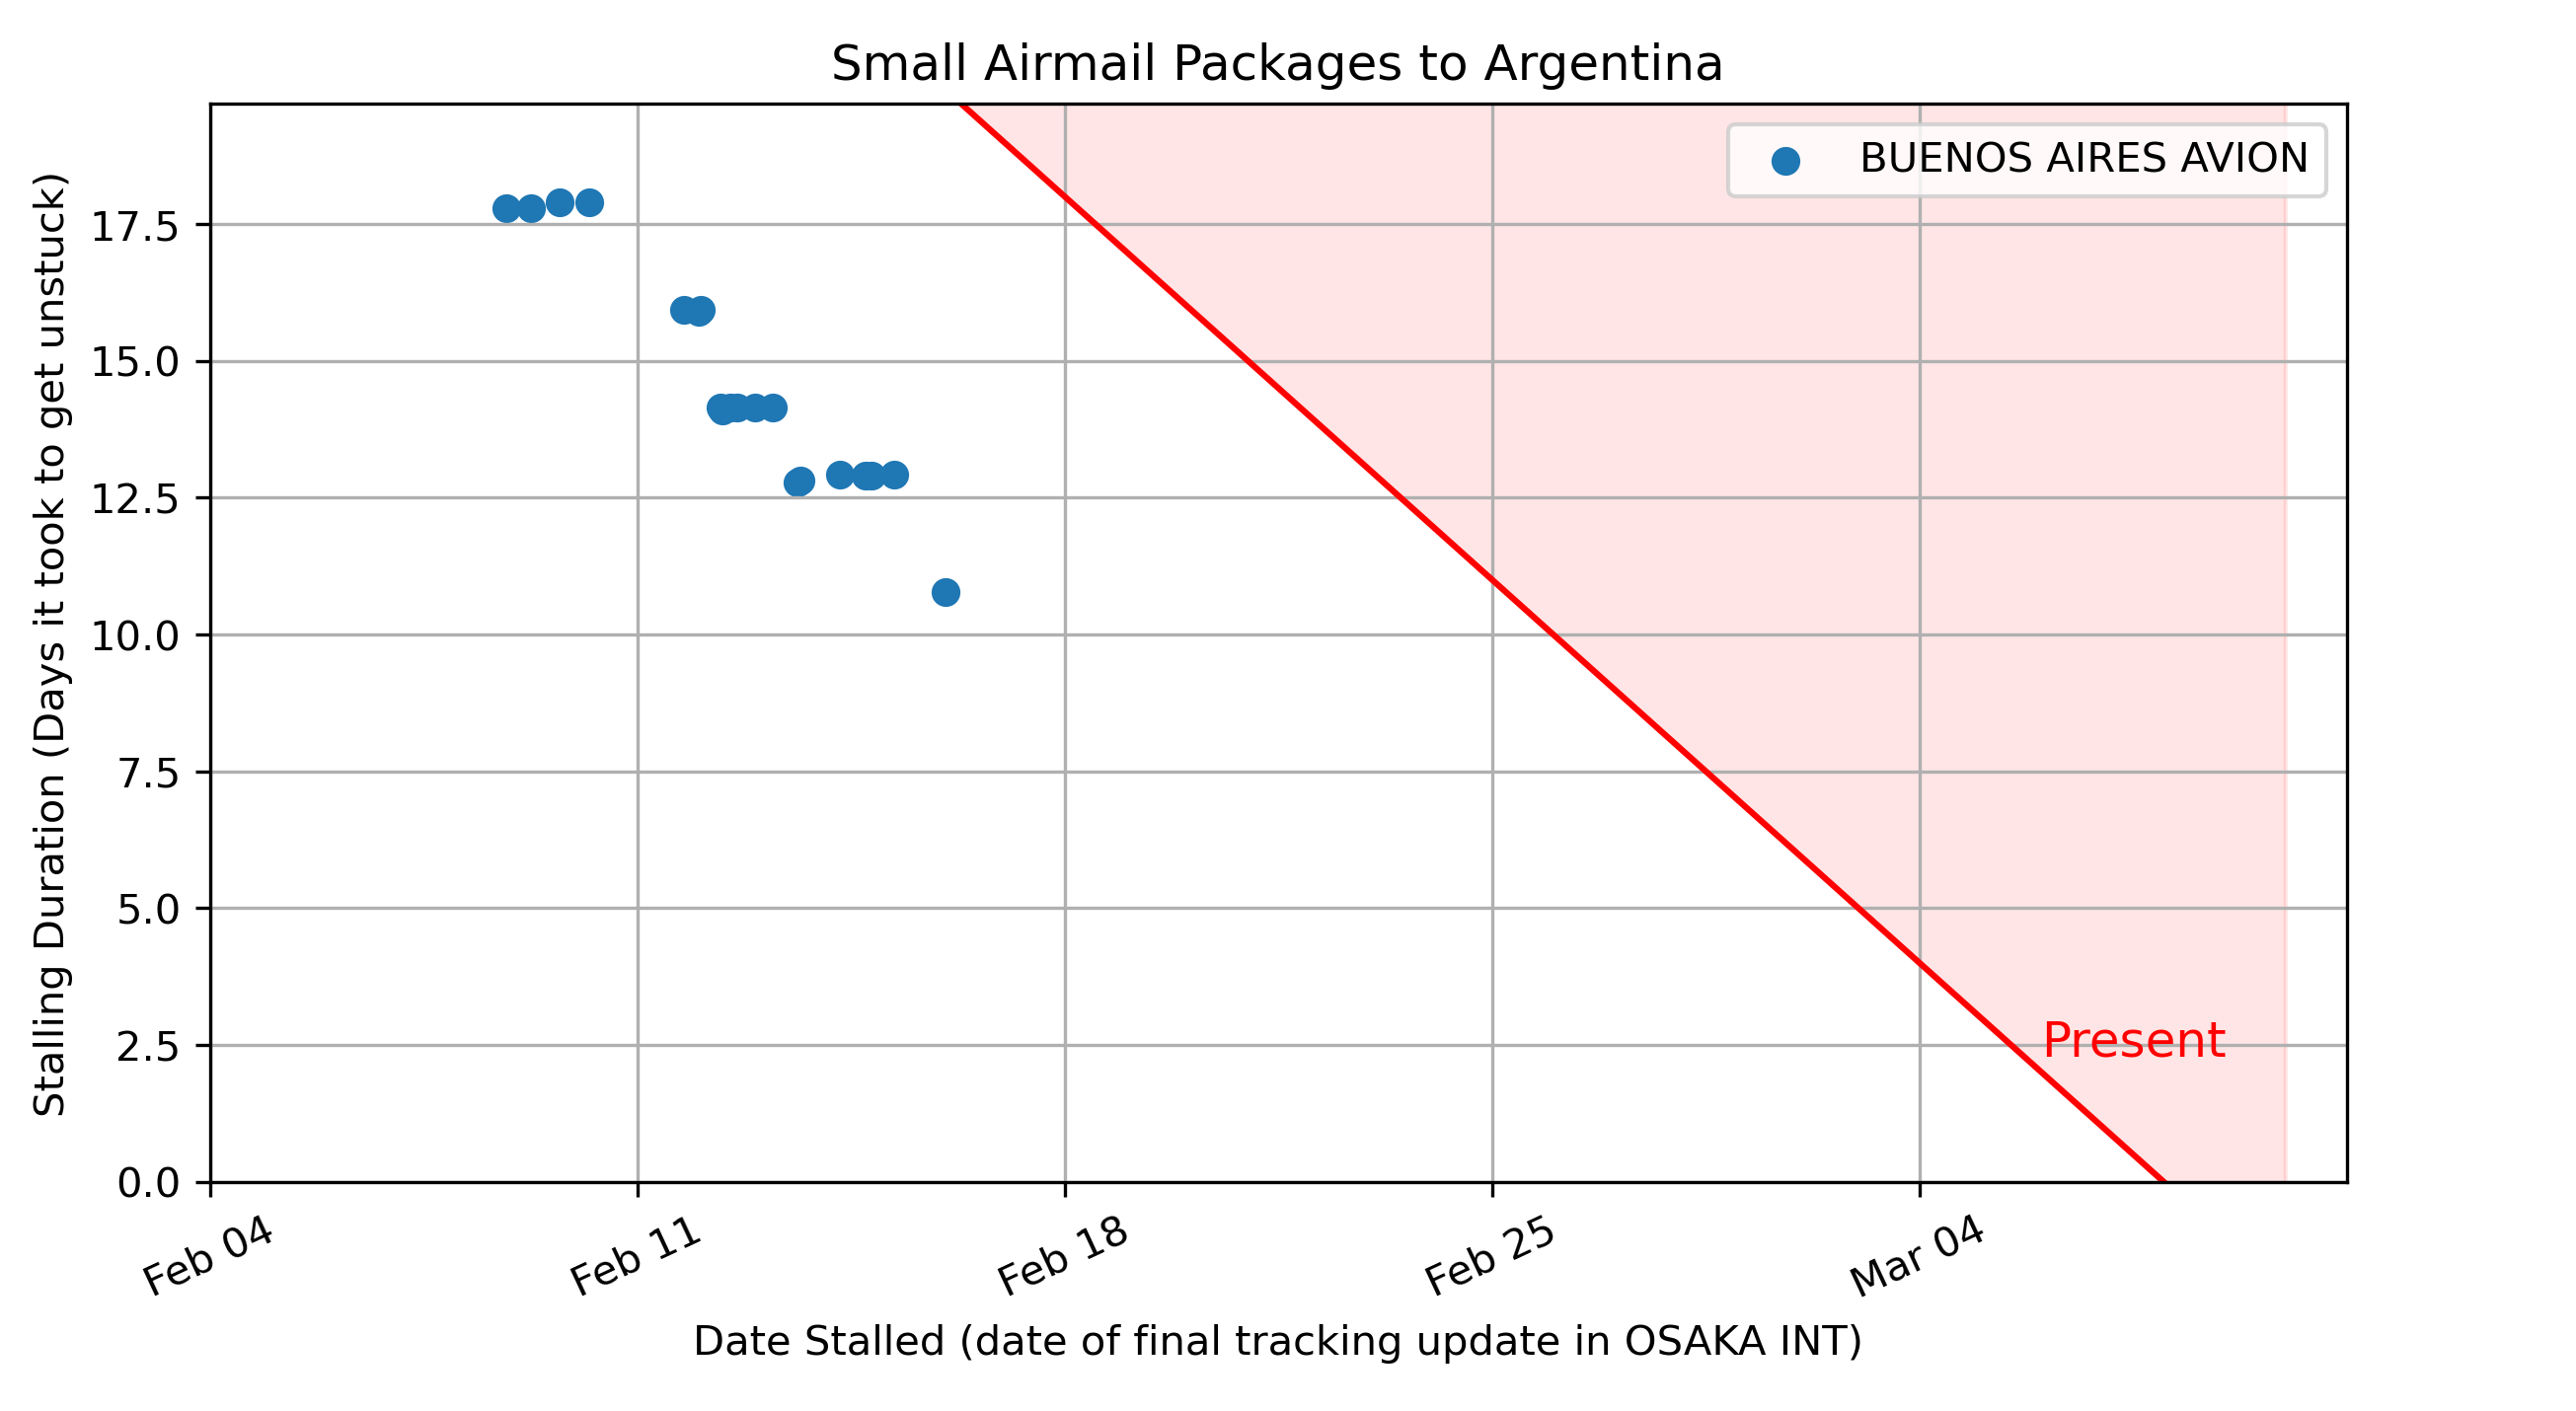 Small Airmail Packages to Argentina
BUENOS AIRES AVION
Stalling Duration (Days it took to get unstuck)
17.5
15.0
12.5
10.0
7.5
5.0
2.5
0.0
Present
Feb 04
Feb 11
Feb 18
Feb 25
Mar 04
Date Stalled (date of final tracking update in OSAKA INT)